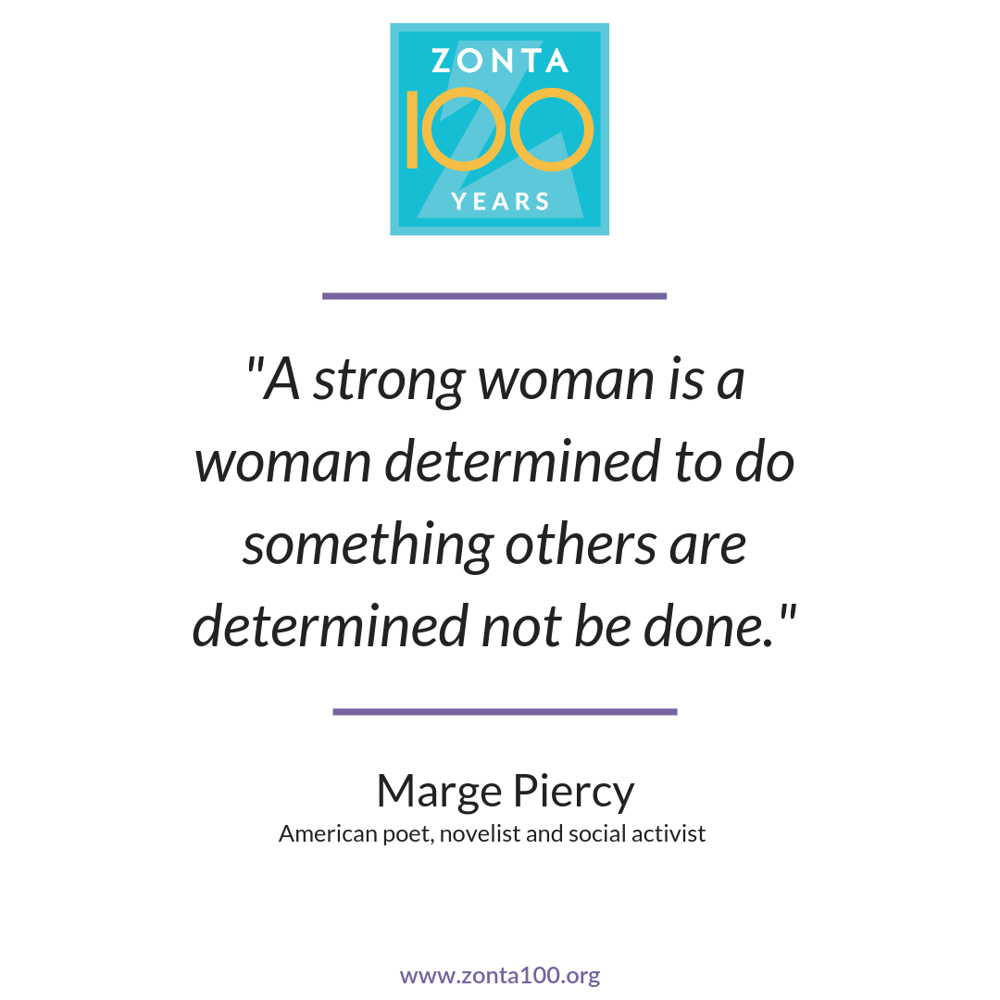 ZONTA
100
YEARS
"A strong woman is a
woman determined to do
something others are
determined not be done."
Marge Piercy
American poet, novelist and social activist
www.zonta100.org